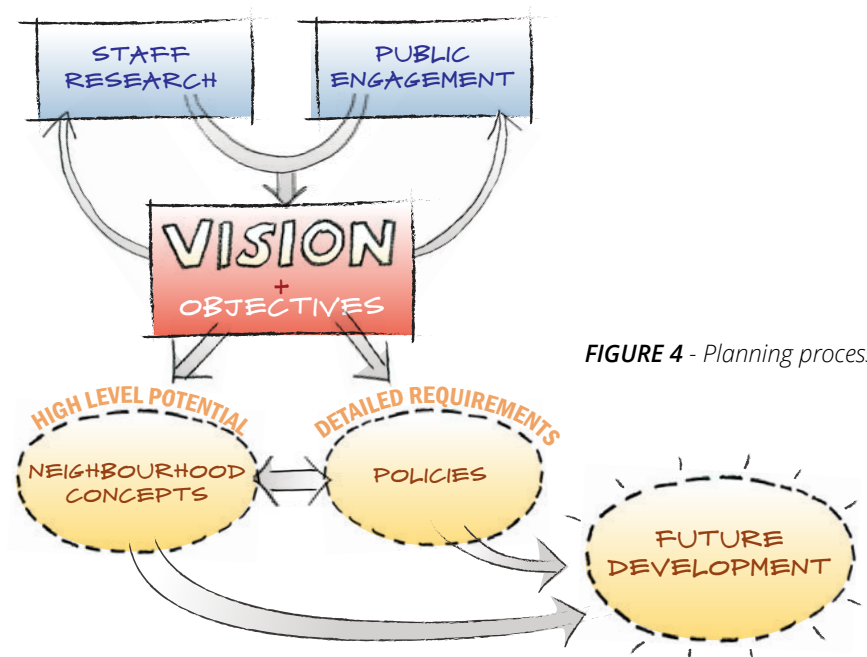 STAFF
RESEARCH
PUBLIC
ENGAGEMENT
VISION
+
OBJECTIVES
FIGURE 4 - Planning proces
HIGH LEVEL POTENTIAL
DETAILED REQUIREMENTS
NEIGHBOURHOOD
CONCEPTS
POLICIES
FUTURE
DEVELOPMENT